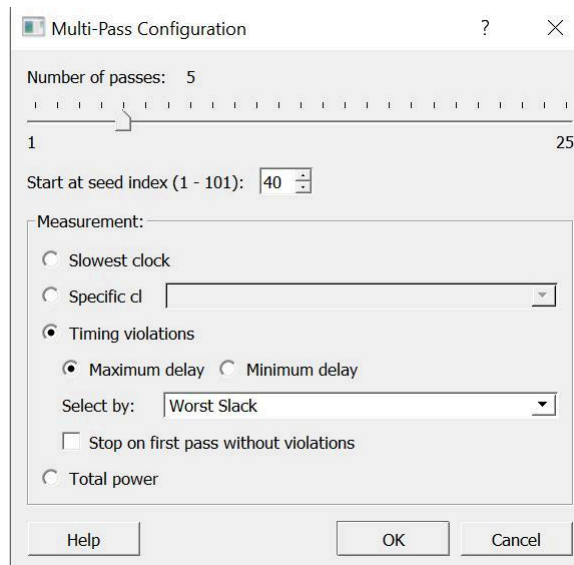 Multi-Pass Configuration ?
Number of passes: 5
1 25
Start at seed index (1 - 101): 40
Measurement:
Slowest clock
Specific cl
Timing violations
Maximum delay Minimum delay
Select by: Worst Slack
Stop on first pass without violations
Total power
Help OK Cancel